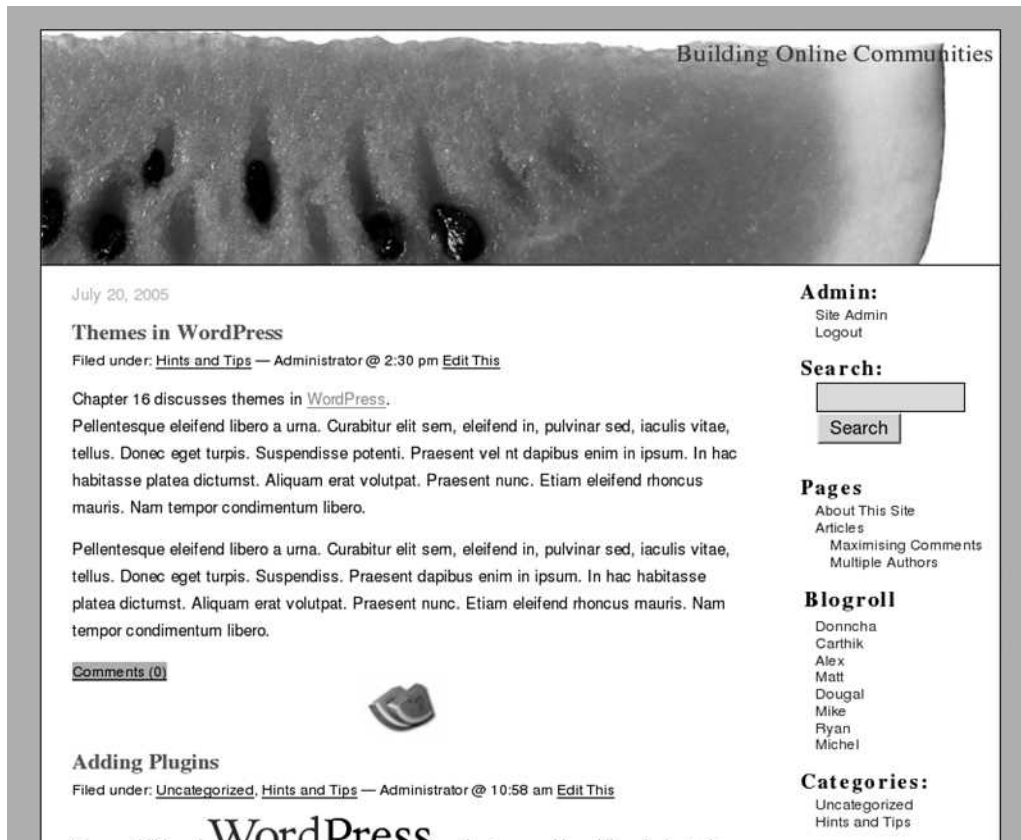 Building Online Communities
July 20, 2005
Themes in WordPress
Filed under: Hints and Tips — Administrator @ 2:30 pm Edit This
Chapter 16 discusses themes in WordPress.
Pellentesque eleifend libero a urna. Curabitur elit sem, eleifend in, pulvinar sed, iaculis vitae,
tellus. Donec eget turpis. Suspendisse potenti. Praesent vel nt dapibus enim in ipsum. In hac
habitasse platea dictumst. Aliquam erat volutpat. Praesent nunc. Etiam eleifend rhoncus
mauris. Nam tempor condimentum libero.
Pellentesque eleifend libero a urna. Curabitur elit sem, eleifend in, pulvinar sed, iaculis vitae,
tellus. Donec eget turpis. Suspendiss. Praesent dapibus enim in ipsum. In hac habitasse
platea dictumst. Aliquam erat volutpat. Praesent nunc. Etiam eleifend rhoncus mauris. Nam
tempor condimentum libero.
Comments (0)
Adding Plugins
Filed under: Uncategorized, Hints and Tips — Administrator @ 10:58 am Edit This
WordPress
Admin:
Site Admin
Logout
Search:
Search
Pages
About This Site
Articles
Maximising Comments
Multiple Authors
Blogroll
Donncha
Carthik
Alex
Matt
Dougal
Mike
Ryan
Michel
Categories:
Uncategorized
Hints and Tips